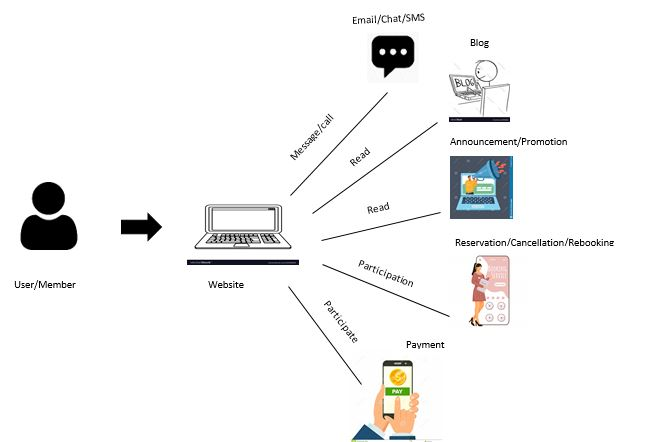 Email/Chat/SMS
Blog
BLOG
Message/call
Read
Announcement/Promotion
Read
Reservation/Cancellation/Rebooking
User/Member
Website
Participation
Participate
Payment
PAY